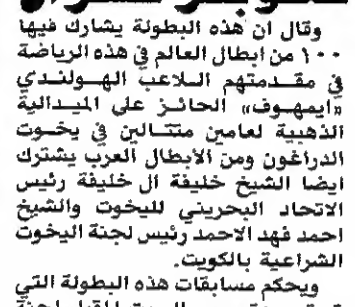 وقال ان هذه البطولة يشارك فيها
١٠٠ من ابطال العالم في هذه الرياضة
في مقدمتهم اللاعب الهولندي
«ايمهوف» الحائز على الميدالية
الذهبية لعامين متتالين في يخوت
الدراغون ومن الأبطال العرب يشترك
ايضا الشيخ خليفة ال خليفة رئيس
الاتحاد البحريني لليخوت والشيخ
احمد فهد الاحمد رئيس لجنة اليخوت
الشراعية بالكويت.
ويحكم مسابقات هذه البطولة التي